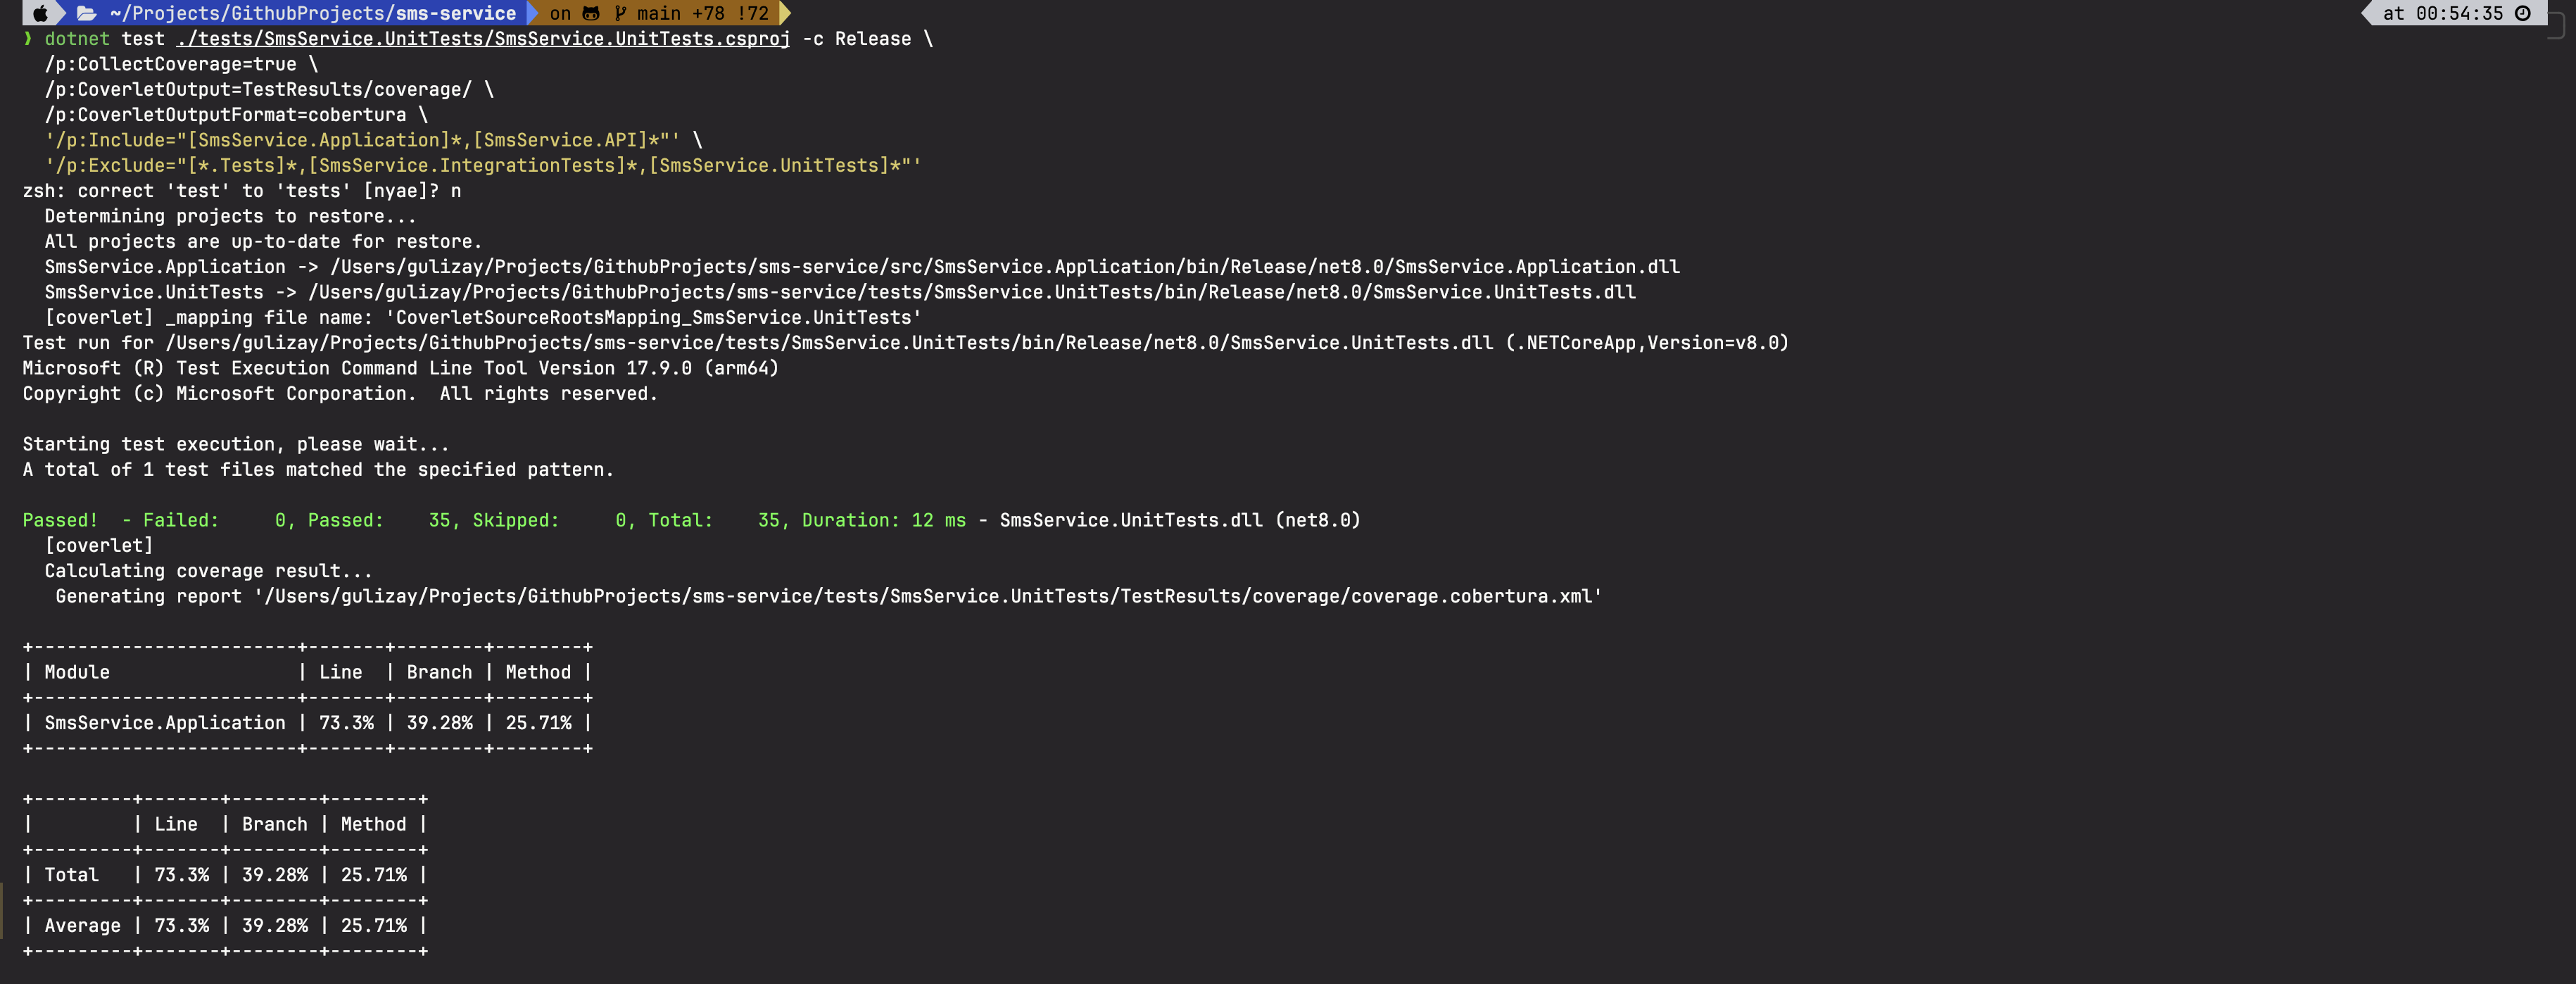 ~/Projects/GithubProjects/sms-service on main +78 !72 at 00:54:35
❯ dotnet test ./tests/SmsService.UnitTests/SmsService.UnitTests.csproj -c Release \
  /p:CollectCoverage=true \
  /p:CoverletOutput=TestResults/coverage/ \
  /p:CoverletOutputFormat=cobertura \
  '/p:Include="[SmsService.Application]*,[SmsService.API]*"' \
  '/p:Exclude="[*.Tests]*,[SmsService.IntegrationTests]*,[SmsService.UnitTests]*"'
zsh: correct 'test' to 'tests' [nyae]? n
  Determining projects to restore...
  All projects are up-to-date for restore.
  SmsService.Application -> /Users/gulizay/Projects/GithubProjects/sms-service/src/SmsService.Application/bin/Release/net8.0/SmsService.Application.dll
  SmsService.UnitTests -> /Users/gulizay/Projects/GithubProjects/sms-service/tests/SmsService.UnitTests/bin/Release/net8.0/SmsService.UnitTests.dll
  [coverlet] _mapping file name: 'CoverletSourceRootsMapping_SmsService.UnitTests'
Test run for /Users/gulizay/Projects/GithubProjects/sms-service/tests/SmsService.UnitTests/bin/Release/net8.0/SmsService.UnitTests.dll (.NETCoreApp,Version=v8.0)
Microsoft (R) Test Execution Command Line Tool Version 17.9.0 (arm64)
Copyright (c) Microsoft Corporation.  All rights reserved.

Starting test execution, please wait...
A total of 1 test files matched the specified pattern.

Passed!  - Failed:     0, Passed:    35, Skipped:     0, Total:    35, Duration: 12 ms - SmsService.UnitTests.dll (net8.0)
  [coverlet]
  Calculating coverage result...
   Generating report '/Users/gulizay/Projects/GithubProjects/sms-service/tests/SmsService.UnitTests/TestResults/coverage/coverage.cobertura.xml'

+------------------------+-------+--------+--------+
| Module                 | Line  | Branch | Method |
+------------------------+-------+--------+--------+
| SmsService.Application | 73.3% | 39.28% | 25.71% |
+------------------------+-------+--------+--------+

+---------+-------+--------+--------+
|         | Line  | Branch | Method |
+---------+-------+--------+--------+
| Total   | 73.3% | 39.28% | 25.71% |
+---------+-------+--------+--------+
| Average | 73.3% | 39.28% | 25.71% |
+---------+-------+--------+--------+